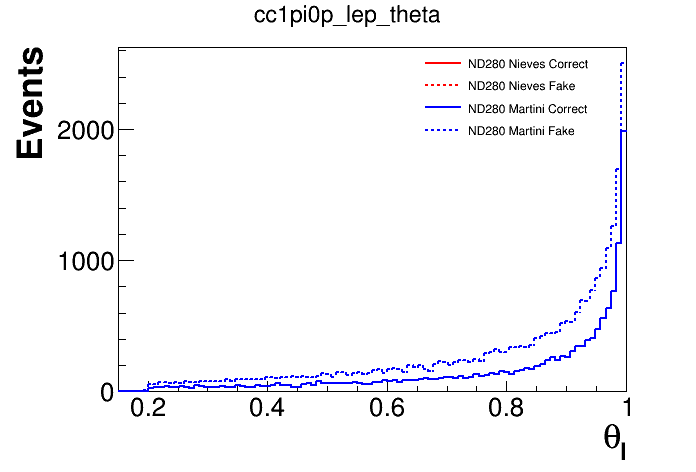 cc1pi0p_lep_theta
Events
ND280 Nieves Correct
ND280 Nieves Fake
ND280 Martini Correct
ND280 Martini Fake
2000
1000
0
0.2 0.4 0.6 0.8 1
θl